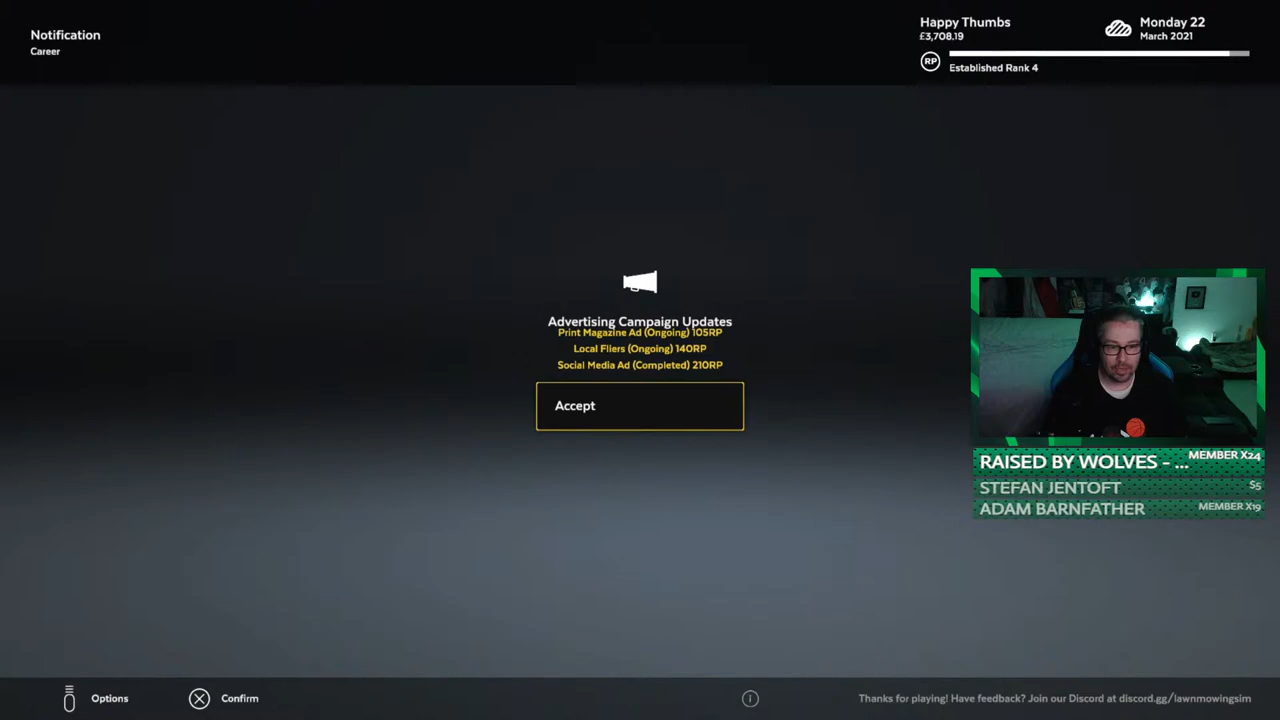 Notification
Career
Happy Thumbs
£3,708.19
Monday 22
March 2021
RP
Established Rank 4
Advertising Campaign Updates
Print Magazine Ad (Ongoing) 105RP
Local Fliers (Ongoing) 140RP
Social Media Ad (Completed) 210RP
Accept
RAISED BY WOLVES - ... MEMBER X24
STEFAN JENTOFT $5
ADAM BARNFATHER MEMBER X19
Options
Confirm
Thanks for playing! Have feedback? Join our Discord at discord.gg/lawnmowingsim